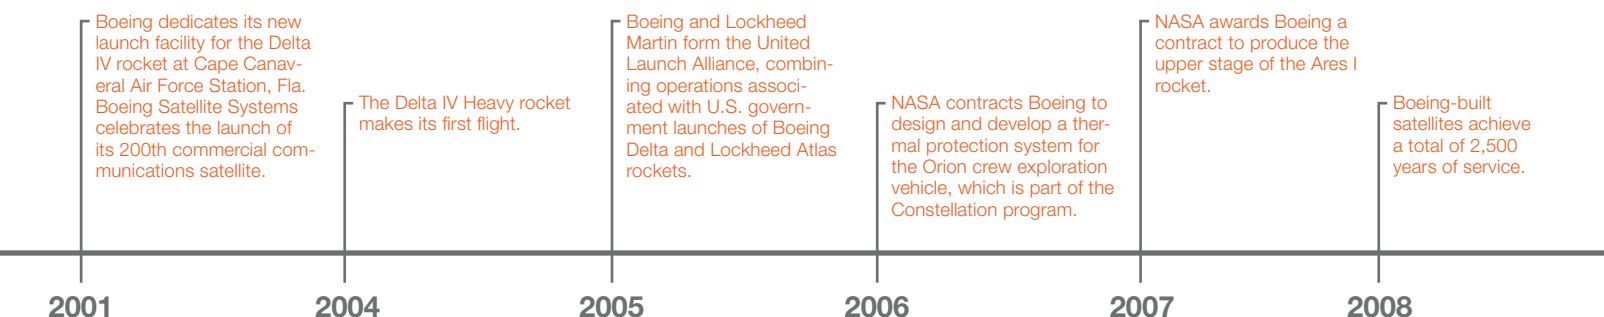 Boeing dedicates its new
launch facility for the Delta
IV rocket at Cape Canav-
eral Air Force Station, Fla.
Boeing Satellite Systems
celebrates the launch of
its 200th commercial com-
munications satellite.
The Delta IV Heavy rocket
makes its first flight.
Boeing and Lockheed
Martin form the United
Launch Alliance, combin-
ing operations associ-
ated with U.S. govern-
ment launches of Boeing
Delta and Lockheed Atlas
rockets.
NASA contracts Boeing to
design and develop a ther-
mal protection system for
the Orion crew exploration
vehicle, which is part of the
Constellation program.
NASA awards Boeing a
contract to produce the
upper stage of the Ares I
rocket.
Boeing-built
satellites achieve
a total of 2,500
years of service.
2001
2004
2005
2006
2007
2008